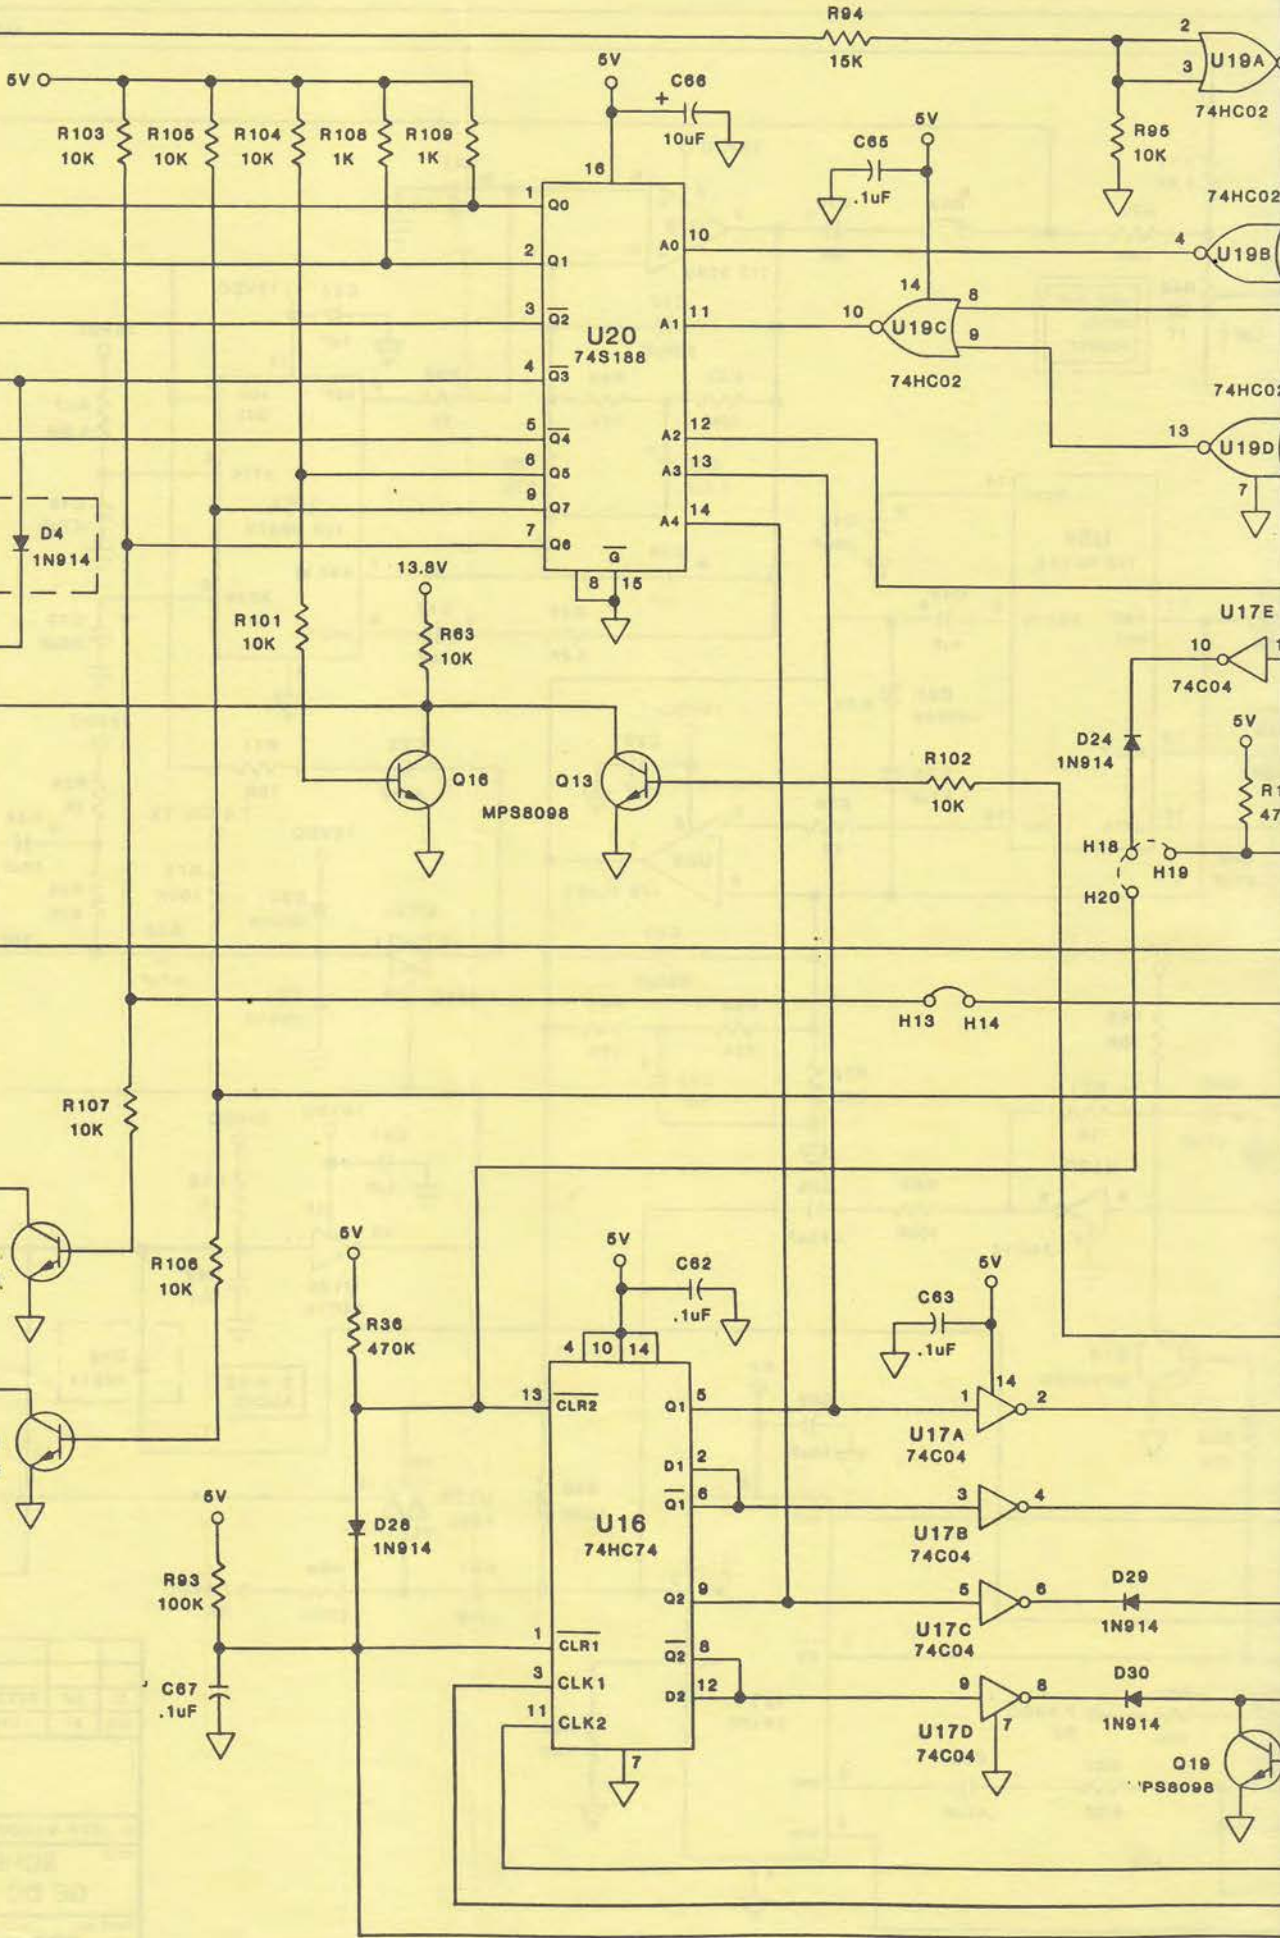 R94
15K
2
3
U19A
74HC02
5V
R103
10K
R105
10K
R104
10K
R108
1K
R109
1K
5V
C66
+
10uF
16
C65
.1uF
5V
R95
10K
74HC02
1
Q0
A0
10
4
U19B
2
Q1
14
8
3
Q2
U20
74S188
A1
11
10
U19C
9
74HC02
4
Q3
74HC02
5
Q4
A2
12
13
U19D
7
6
Q5
A3
13
9
Q7
A4
14
7
Q6
G
8
15
D4
1N914
13.8V
R101
10K
R63
10K
U17E
10
74C04
D24
1N914
5V
Q16
Q13
MPS8098
R102
10K
H18
H19
H20
H13
H14
R107
10K
R106
10K
5V
R36
470K
5V
C62
.1uF
5V
C63
.1uF
4
10
14
13
CLR2
Q1
5
1
14
2
U17A
74C04
D1
2
Q1
6
3
4
U17B
74C04
5V
D28
1N914
U16
74HC74
R93
100K
Q2
9
5
6
U17C
74C04
D29
1N914
1
CLR1
Q2
8
3
CLK1
D2
12
9
8
7
U17D
74C04
D30
1N914
11
CLK2
C67
.1uF
7
Q19
PS8098